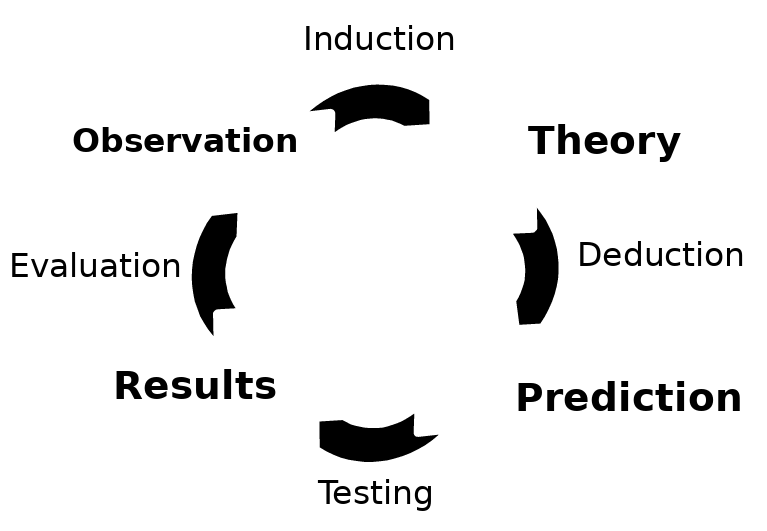 Induction
Observation
Theory
Evaluation
Deduction
Results
Prediction
Testing